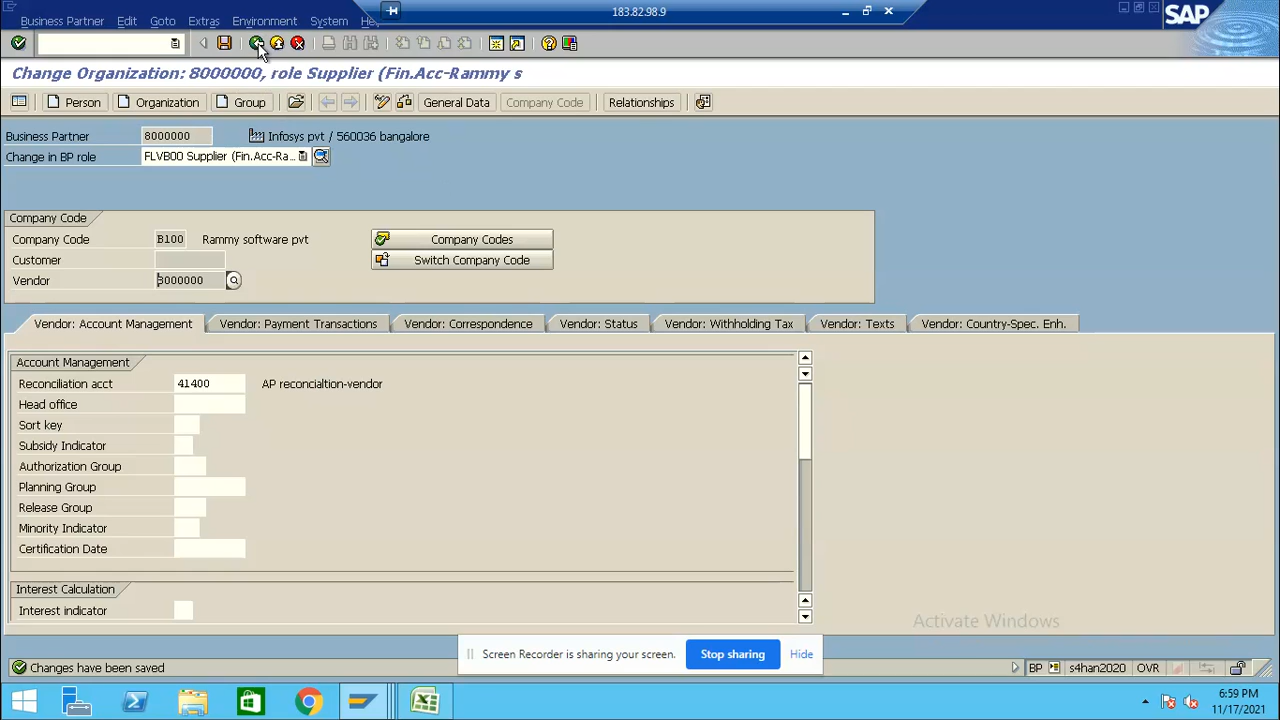 183.82.98.9
Business Partner Edit Goto Extras Environment System
SAP
Change Organization: 8000000, role Supplier (Fin.Acc-Rammy s
Person Organization Group General Data Company Code Relationships
Business Partner 8000000 Infosys pvt / 560036 bangalore
Change in BP role FLVB00 Supplier (Fin.Acc-Ra...
Company Code
Company Code B100 Rammy software pvt Company Codes
Customer Switch Company Code
Vendor 8000000
Vendor: Account Management Vendor: Payment Transactions Vendor: Correspondence Vendor: Status Vendor: Withholding Tax Vendor: Texts Vendor: Country-Spec. Enh.
Account Management
Reconciliation acct 41400 AP reconcialtion-vendor
Head office
Sort key
Subsidy Indicator
Authorization Group
Planning Group
Release Group
Minority Indicator
Certification Date
Interest Calculation
Interest indicator
Activate Windows
Screen Recorder is sharing your screen. Stop sharing Hide
Changes have been saved BP s4han2020 OVR
6:59 PM
11/17/2021